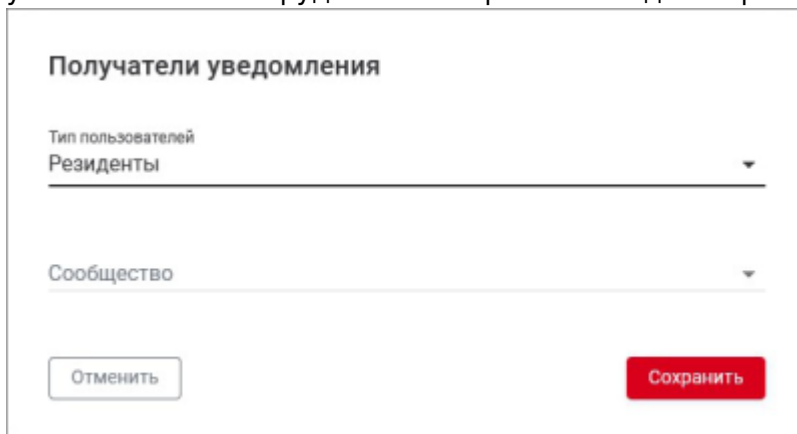 Получатели уведомления
Тип пользователей
Резиденты
Сообщество
Отменить
Сохранить